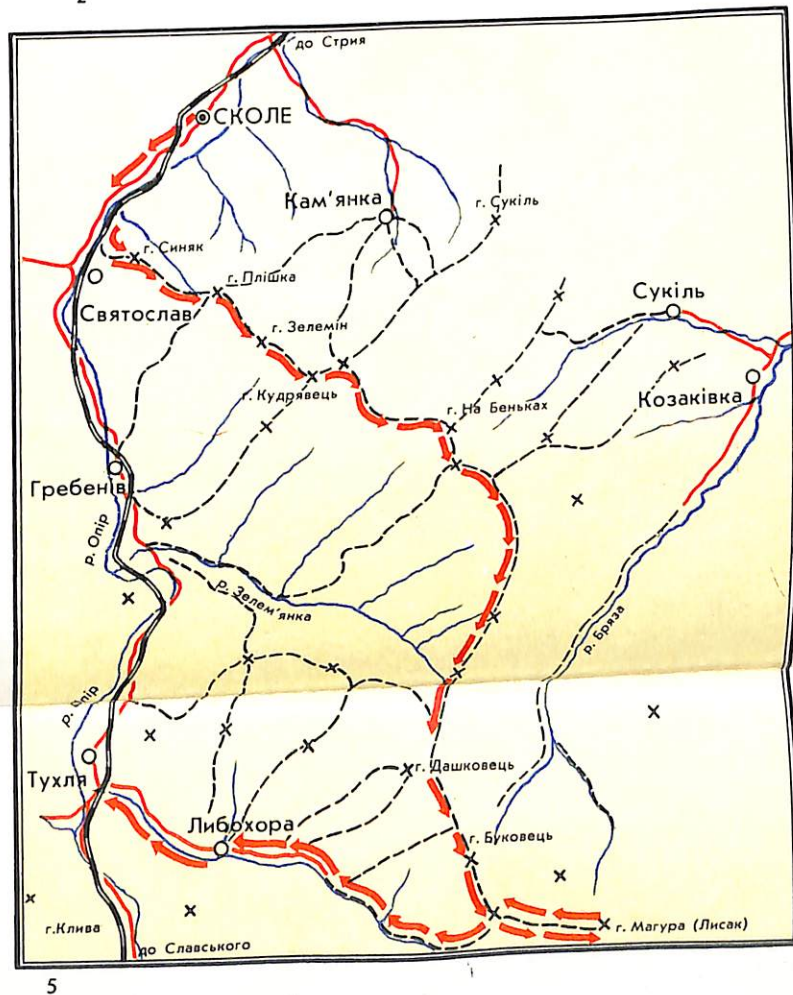 до Стрия
СКОЛЕ
Кам'янка
г. Сукіль
г. Синяк
г. Плішка
Святослав
г. Зелемін
Сукіль
г. Кудрявець
г. На Беньках
Козаківка
Гребенів
р. Опір
р. Зелем'янка
р. Бряза
р. Опір
Тухля
г. Дашковець
Либохора
г. Буковець
г. Клива
до Славського
г. Магура (Лисак)
5